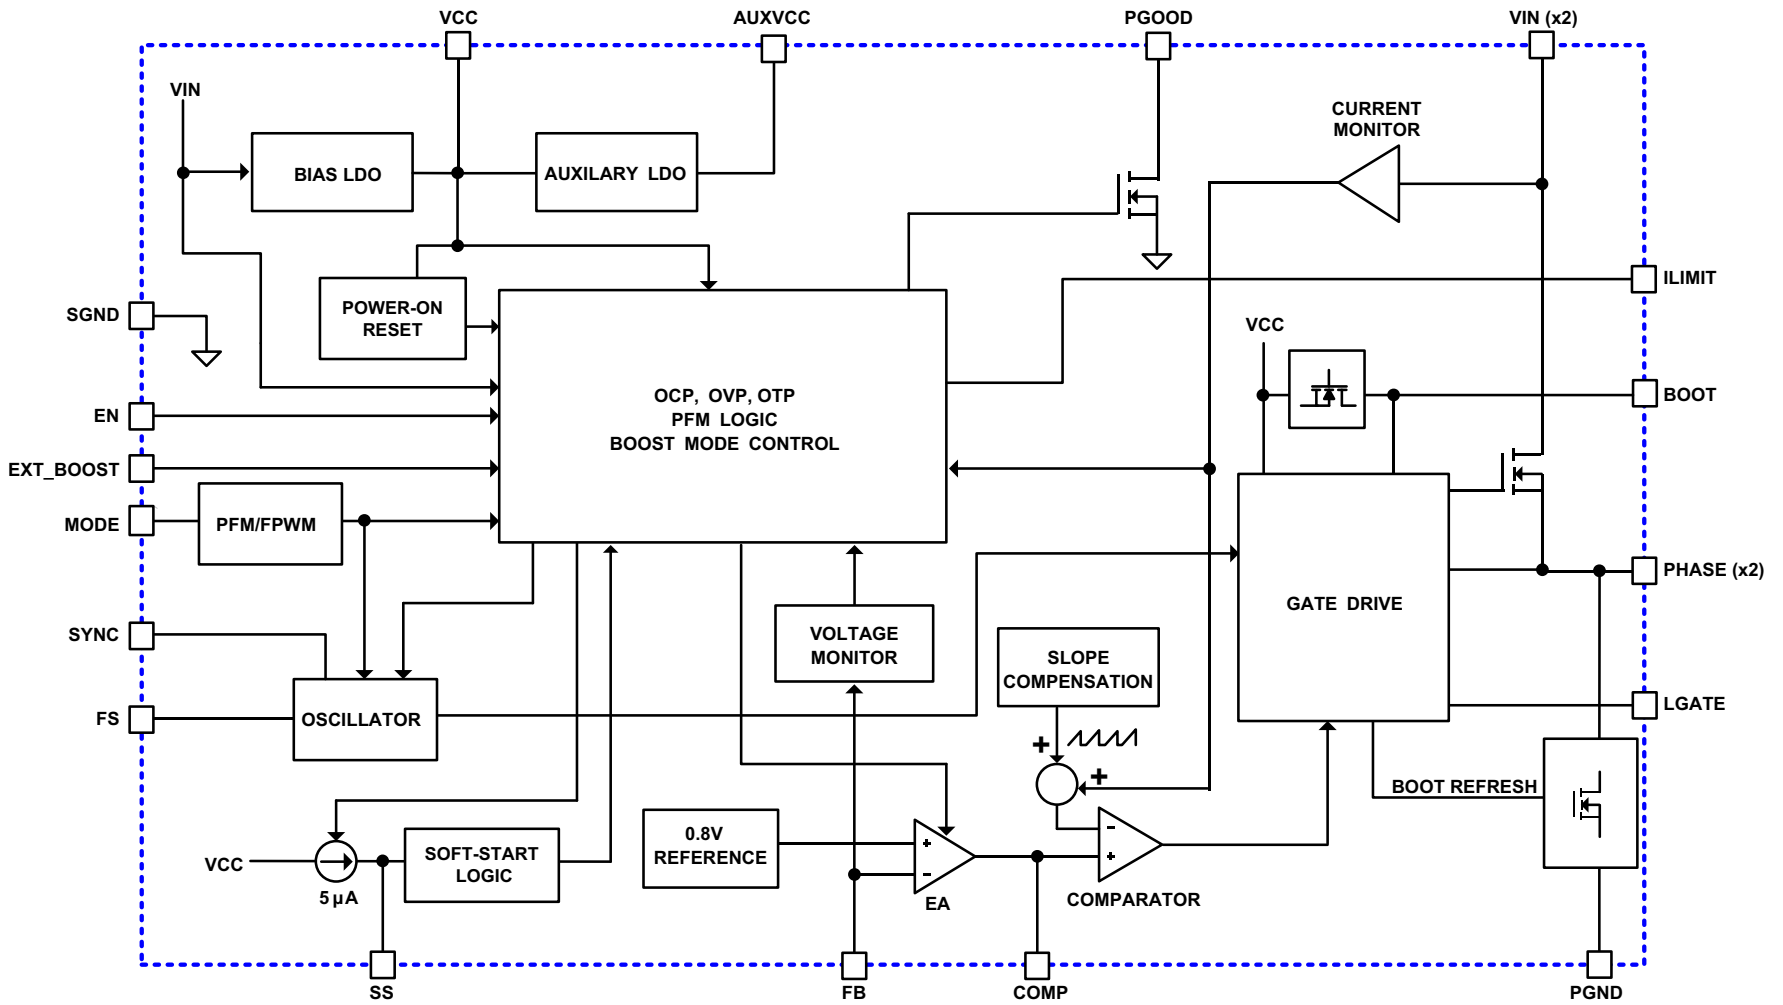 VCC
AUXVCC
PGOOD
VIN (x2)
VIN
CURRENT
MONITOR
BIAS LDO
AUXILARY LDO
ILIMIT
POWER-ON
RESET
SGND
VCC
OCP, OVP, OTP
PFM LOGIC
BOOST MODE CONTROL
BOOT
EN
EXT_BOOST
MODE
PFM/FPWM
PHASE (x2)
GATE DRIVE
SYNC
VOLTAGE
MONITOR
SLOPE
COMPENSATION
FS
OSCILLATOR
LGATE
+
+
BOOT REFRESH
0.8V
REFERENCE
VCC
SOFT-START
LOGIC
+
-
-
+
5 µA
EA
COMPARATOR
SS
FB
COMP
PGND